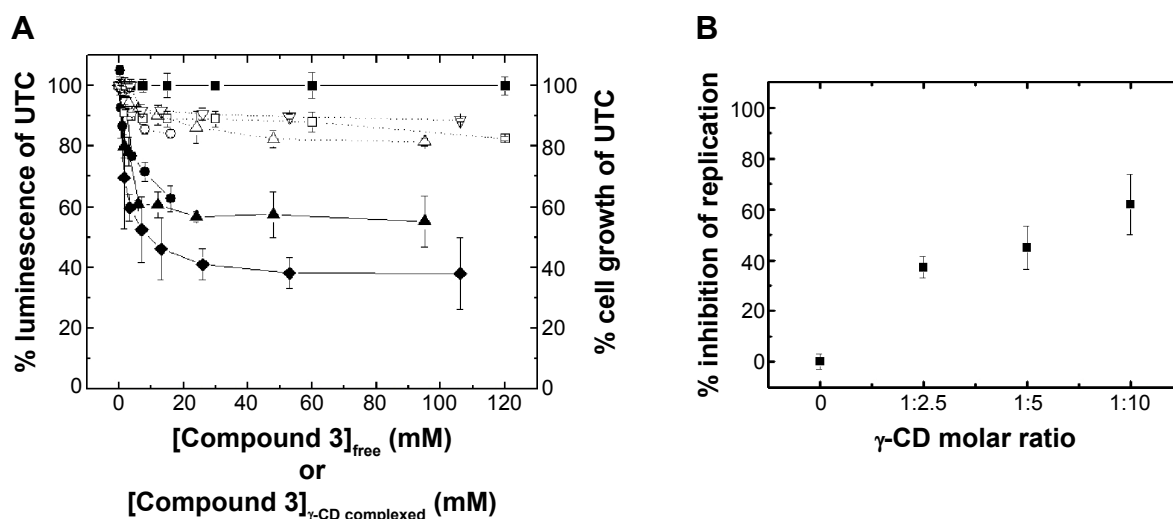 A
% luminescence of UTC
100
80
60
40
20
0
0 20 40 60 80 100 120
100
80
60
40
20
0
% cell growth of UTC
[Compound 3]free (mM)
or
[Compound 3]γ-CD complexed (mM)
B
% inhibition of replication
100
80
60
40
20
0
0 1:2.5 1:5 1:10
γ-CD molar ratio